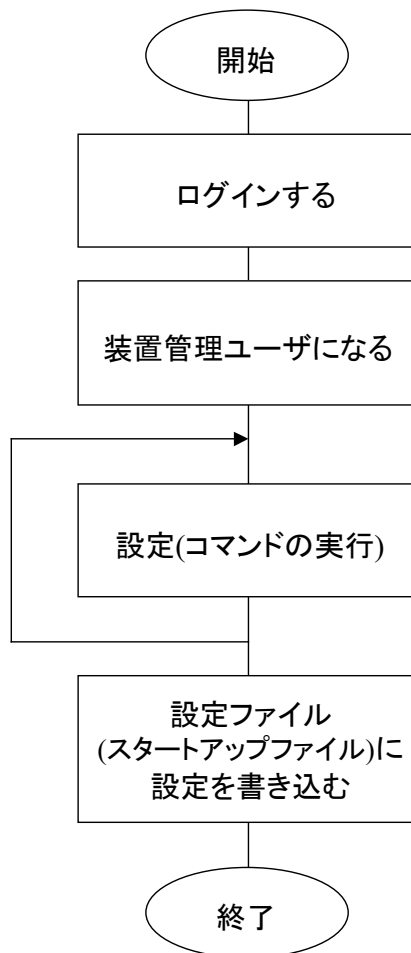 開始
ログインする
装置管理ユーザになる
設定(コマンドの実行)
設定ファイル
(スタートアップファイル)に
設定を書き込む
終了